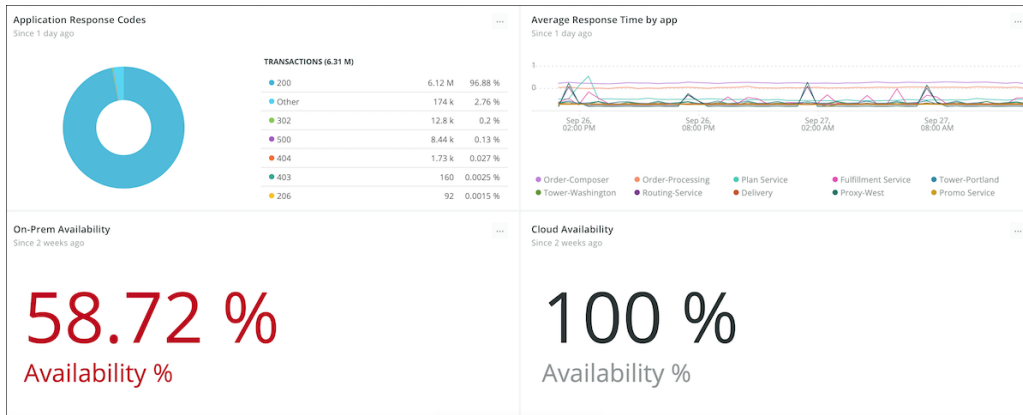 Application Response Codes
Since 1 day ago
TRANSACTIONS (6.31 M)
200 6.12 M 96.88 %
Other 174 k 2.76 %
302 12.8 k 0.2 %
500 8.44 k 0.13 %
404 1.73 k 0.027 %
403 160 0.0025 %
206 92 0.0015 %
Average Response Time by app
Since 1 day ago
1
0
Sep 26, 02:00 PM
Sep 26, 08:00 PM
Sep 27, 02:00 AM
Sep 27, 08:00 AM
Order-Composer Order-Processing Plan Service Fulfillment Service Tower-Portland
Tower-Washington Routing-Service Delivery Proxy-West Promo Service
On-Prem Availability
Since 2 weeks ago
58.72 %
Availability %
Cloud Availability
Since 2 weeks ago
100 %
Availability %